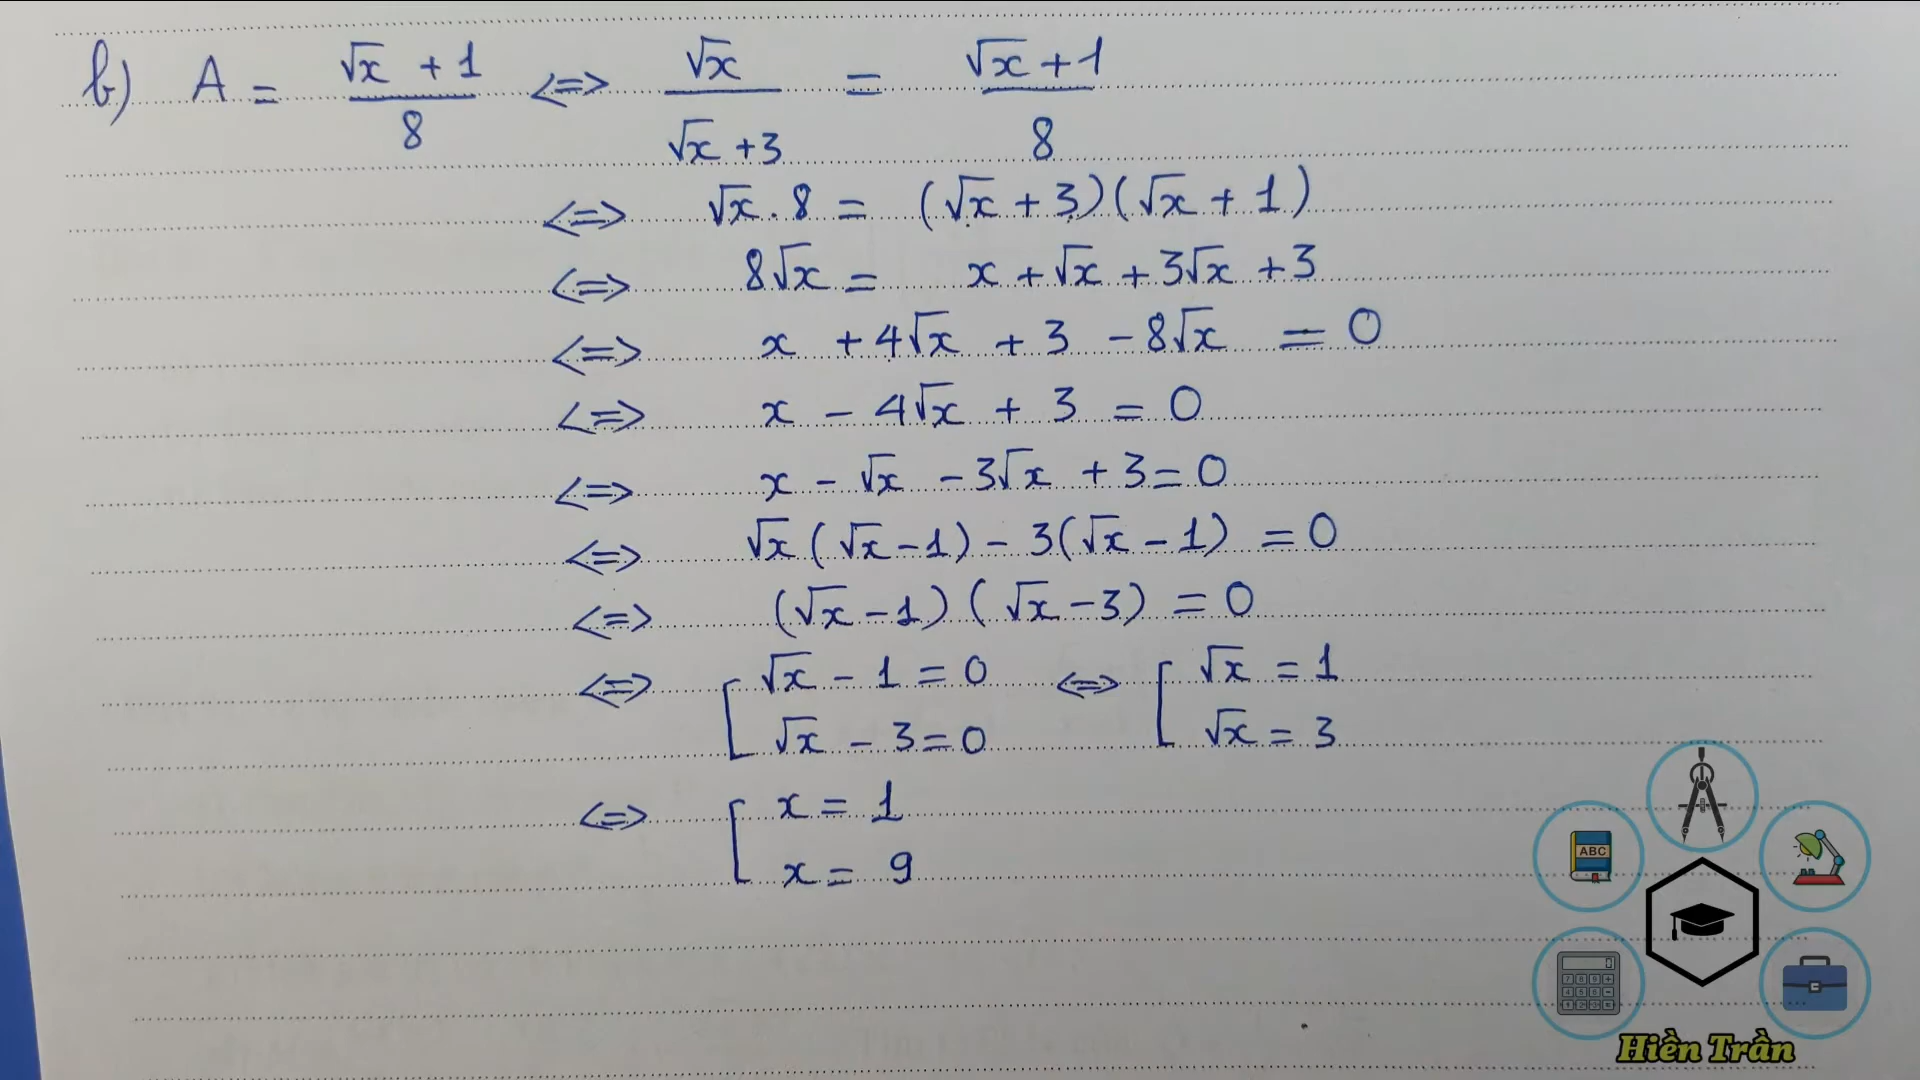 b) A = (√x + 1)/8 <=> √x/(√x + 3) = (√x + 1)/8
<=> √x . 8 = (√x + 3)(√x + 1)
<=> 8√x = x + √x + 3√x + 3
<=> x + 4√x + 3 - 8√x = 0
<=> x - 4√x + 3 = 0
<=> x - √x - 3√x + 3 = 0
<=> √x(√x - 1) - 3(√x - 1) = 0
<=> (√x - 1)(√x - 3) = 0
<=> [ √x - 1 = 0 <=> [ √x = 1
√x - 3 = 0 √x = 3
<=> [ x = 1
x = 9
ABC
Hiền Trần